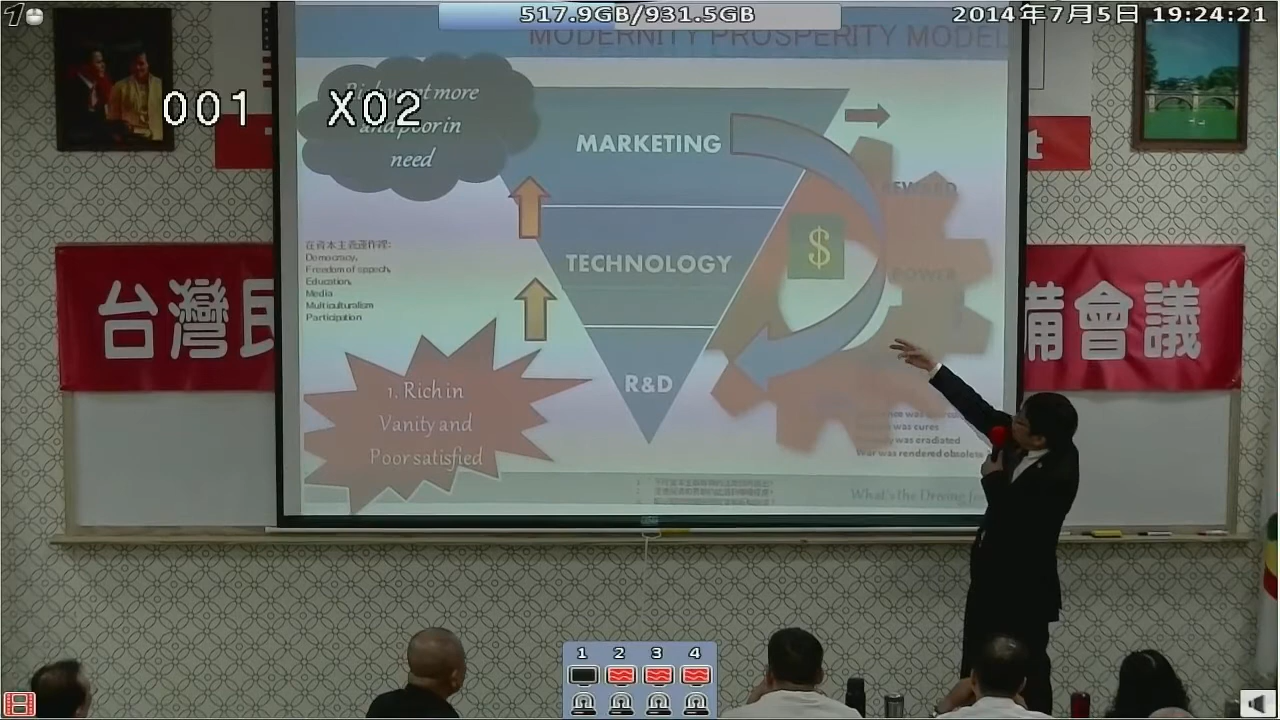 1
517.9GB/931.5GB
2014年7月5日 19:24:21
MODERNITY PROSPERITY MODEL
001 X02
more
and poor in
need
MARKETING
REWARD
t
在資本主義運作裡:
Democracy,
Freedom of speech,
Education,
Media
Multiculturalism
Participation
TECHNOLOGY
$
POWER
台灣民
備會議
1. Rich in
Vanity and
Poor satisfied
R&D
was
was cures
was eradiated
War was rendered obsolete
What's the Driving
1 2 3 4